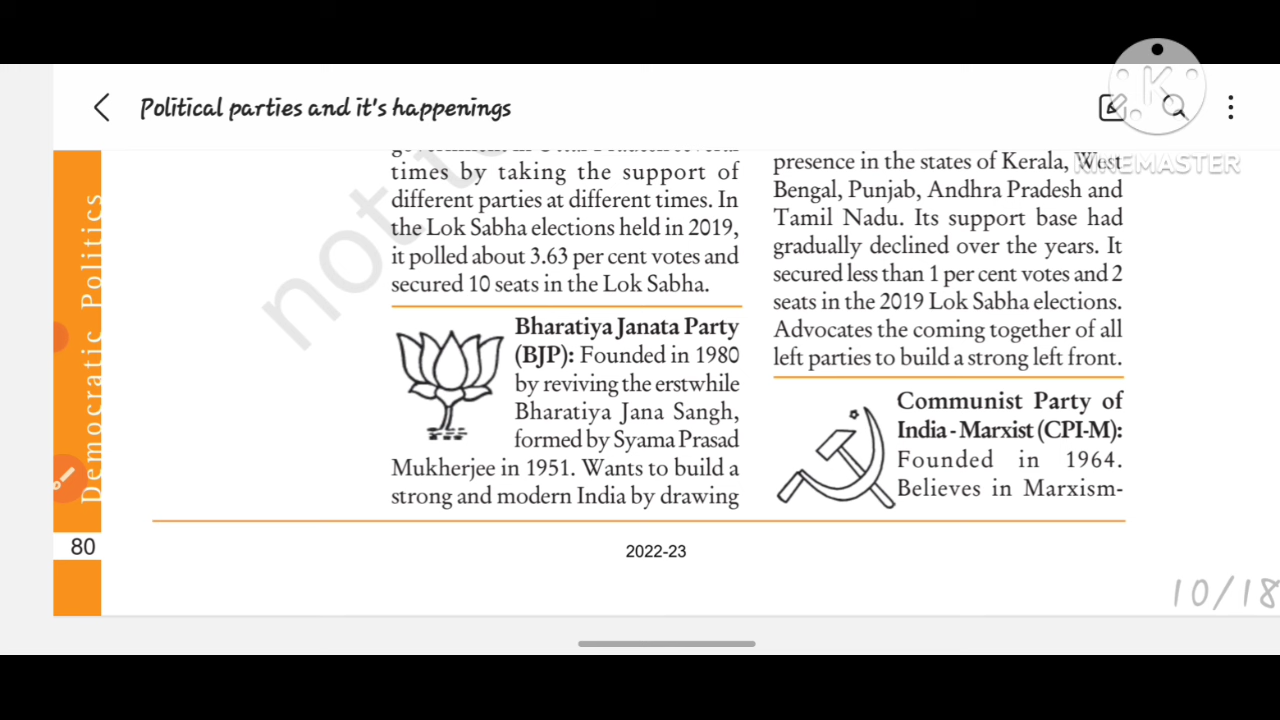 Political parties and it's happenings
KINEMASTER
Democratic Politics
not
times by taking the support of
different parties at different times. In
the Lok Sabha elections held in 2019,
it polled about 3.63 per cent votes and
secured 10 seats in the Lok Sabha.
Bharatiya Janata Party
(BJP): Founded in 1980
by reviving the erstwhile
Bharatiya Jana Sangh,
formed by Syama Prasad
Mukherjee in 1951. Wants to build a
strong and modern India by drawing
presence in the states of Kerala, West
Bengal, Punjab, Andhra Pradesh and
Tamil Nadu. Its support base had
gradually declined over the years. It
secured less than 1 per cent votes and 2
seats in the 2019 Lok Sabha elections.
Advocates the coming together of all
left parties to build a strong left front.
Communist Party of
India - Marxist (CPI-M):
Founded in 1964.
Believes in Marxism-
80
2022-23
10/18